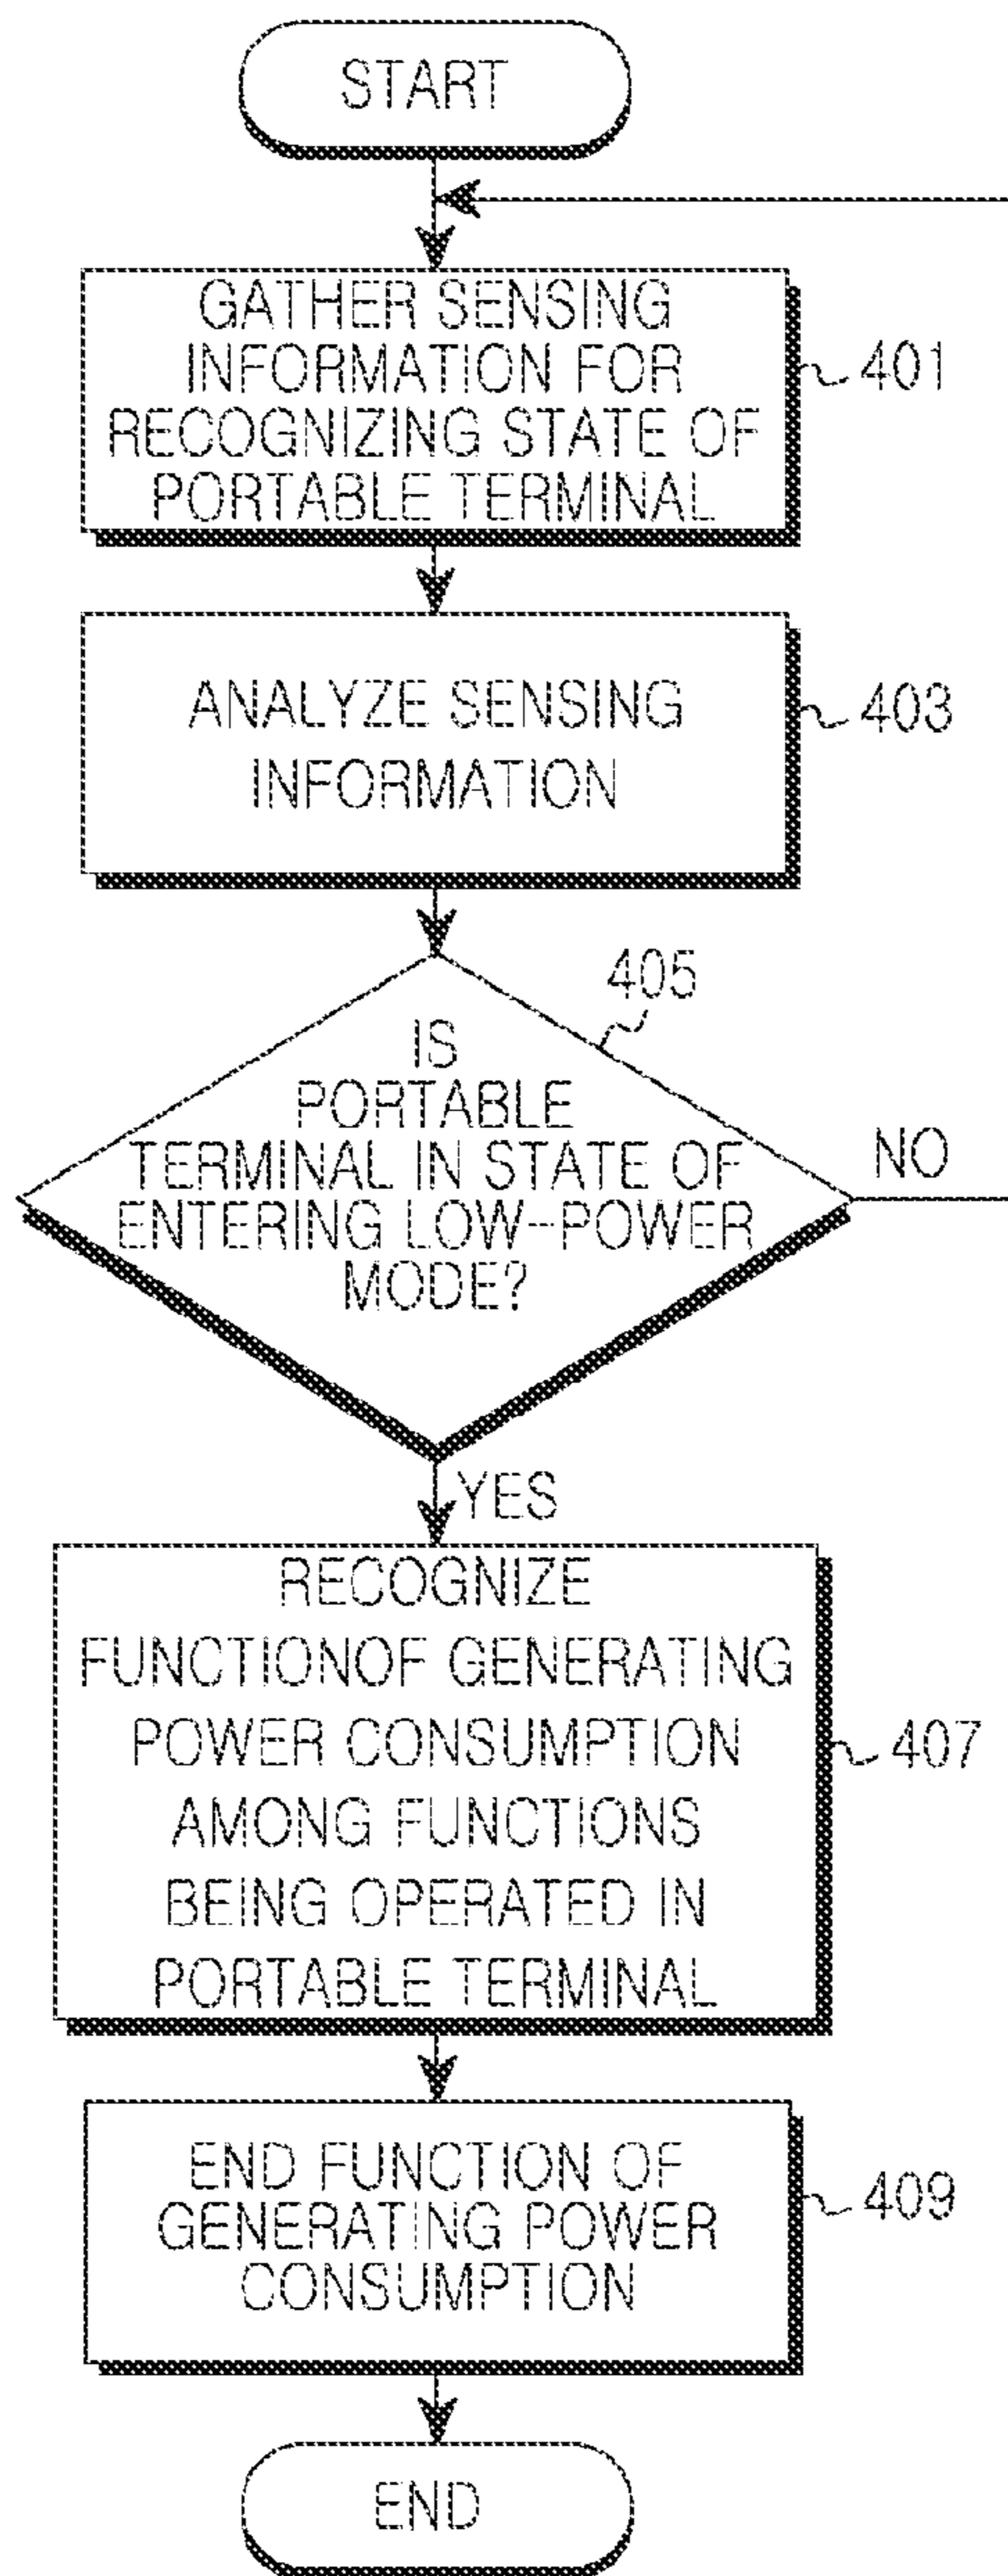 START
GATHER SENSING
INFORMATION FOR
RECOGNIZING STATE OF
PORTABLE TERMINAL
401
ANALYZE SENSING
INFORMATION
403
405
IS
PORTABLE
TERMINAL IN STATE OF
ENTERING LOW-POWER
MODE?
NO
YES
RECOGNIZE
FUNCTIONOF GENERATING
POWER CONSUMPTION
AMONG FUNCTIONS
BEING OPERATED IN
PORTABLE TERMINAL
407
END FUNCTION OF
GENERATING POWER
CONSUMPTION
409
END